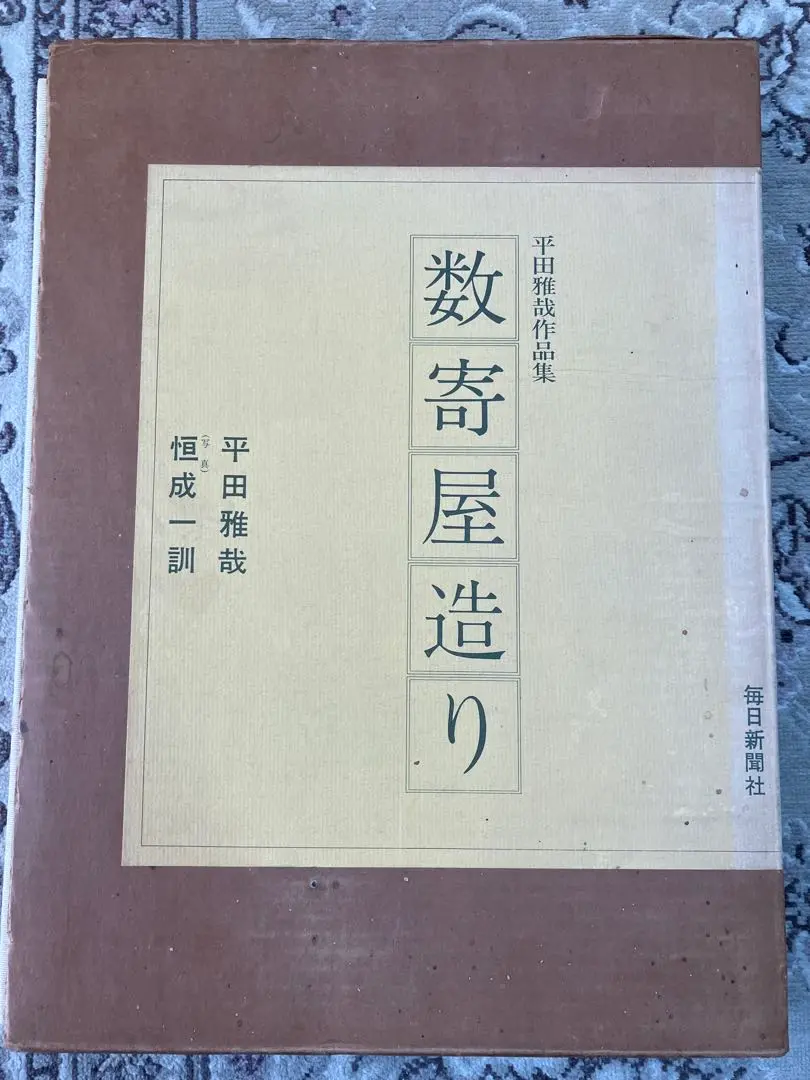 平田雅哉作品集
数寄屋造り
平田雅哉
(写真)
恒成一訓
毎日新聞社